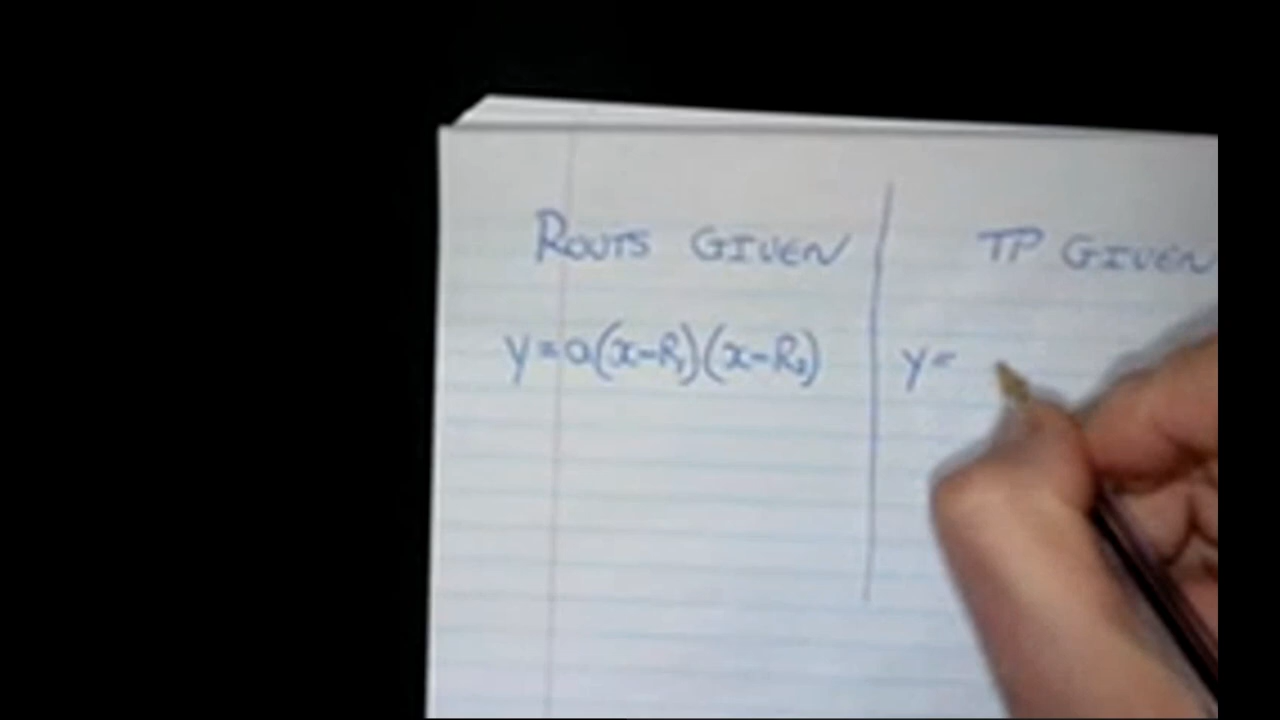 ROOTS GIVEN
TP GIVEN
y=a(x-R₁)(x-R₂)
y=